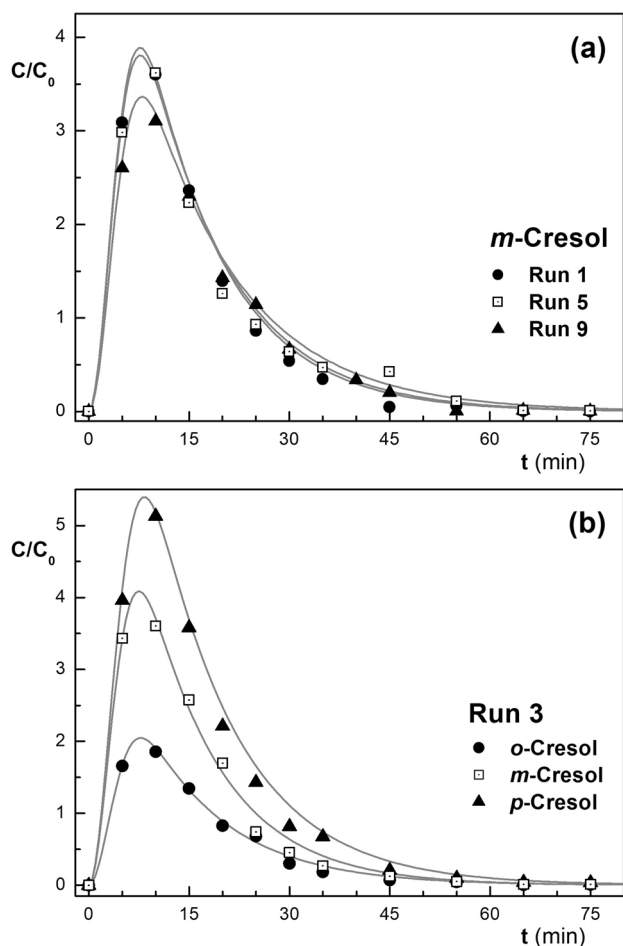 (a)
C/C0
4
3
2
1
0
m-Cresol
Run 1
Run 5
Run 9
0 15 30 45 60 75
t (min)
(b)
C/C0
5
4
3
2
1
0
Run 3
o-Cresol
m-Cresol
p-Cresol
0 15 30 45 60 75
t (min)